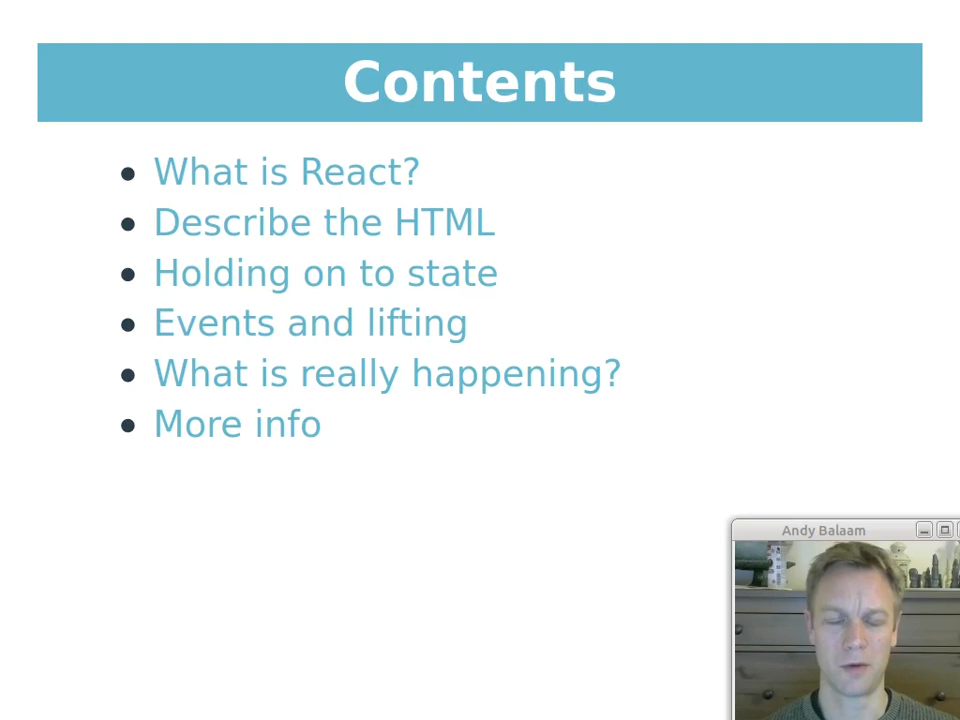 Contents
What is React?
Describe the HTML
Holding on to state
Events and lifting
What is really happening?
More info
Andy Balaam